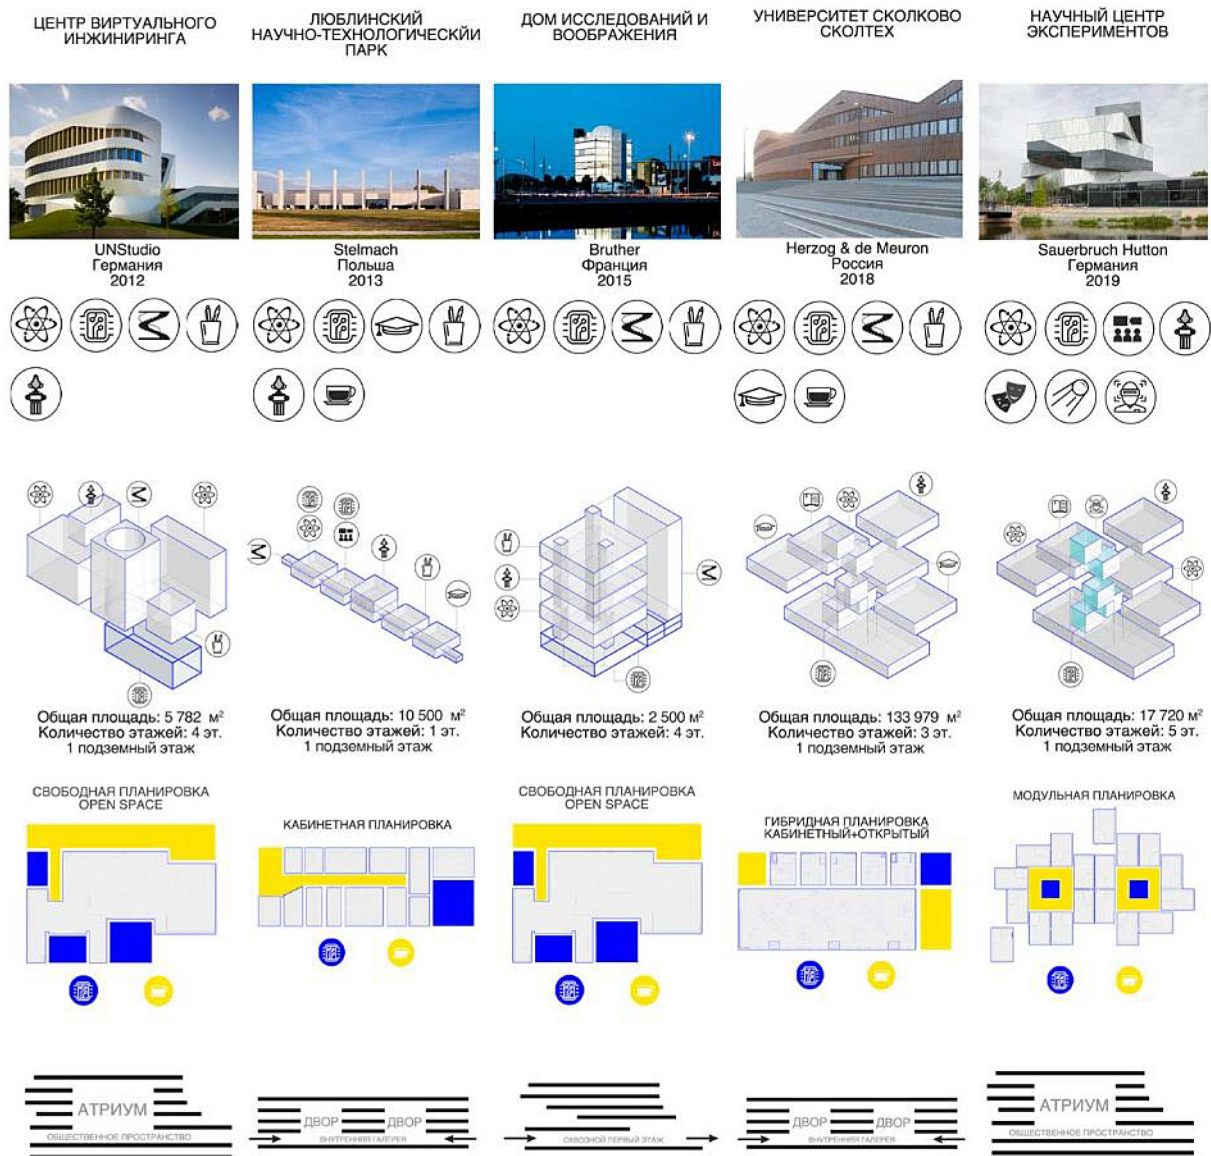 ЦЕНТР ВИРТУАЛЬНОГО
ИНЖИНИРИНГА
ЛЮБЛИНСКИЙ
НАУЧНО-ТЕХНОЛОГИЧЕСКЙИ
ПАРК
ДОМ ИССЛЕДОВАНИЙ И
ВООБРАЖЕНИЯ
УНИВЕРСИТЕТ СКОЛКОВО
СКОЛТЕХ
НАУЧНЫЙ ЦЕНТР
ЭКСПЕРИМЕНТОВ
UNStudio
Германия
2012
Stelmach
Польша
2013
Bruther
Франция
2015
Herzog & de Meuron
Россия
2018
Sauerbruch Hutton
Германия
2019
Общая площадь: 5 782 м²
Количество этажей: 4 эт.
1 подземный этаж
Общая площадь: 10 500 м²
Количество этажей: 1 эт.
1 подземный этаж
Общая площадь: 2 500 м²
Количество этажей: 4 эт.
Общая площадь: 133 979 м²
Количество этажей: 3 эт.
1 подземный этаж
Общая площадь: 17 720 м²
Количество этажей: 5 эт.
1 подземный этаж
СВОБОДНАЯ ПЛАНИРОВКА
OPEN SPACE
КАБИНЕТНАЯ ПЛАНИРОВКА
СВОБОДНАЯ ПЛАНИРОВКА
OPEN SPACE
ГИБРИДНАЯ ПЛАНИРОВКА
КАБИНЕТНЫЙ+ОТКРЫТЫЙ
МОДУЛЬНАЯ ПЛАНИРОВКА
АТРИУМ
ОБЩЕСТВЕННОЕ ПРОСТРАНСТВО
ДВОР ДВОР
ВНУТРЕННЯЯ ГАЛЕРЕЯ
СКВОЗНОЙ ПЕРВЫЙ ЭТАЖ
ДВОР ДВОР
ВНУТРЕННЯЯ ГАЛЕРЕЯ
АТРИУМ
ОБЩЕСТВЕННОЕ ПРОСТРАНСТВО